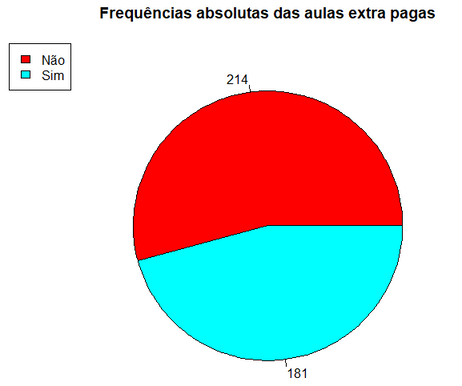 Frequências absolutas das aulas extra pagas
Não
Sim
214
181